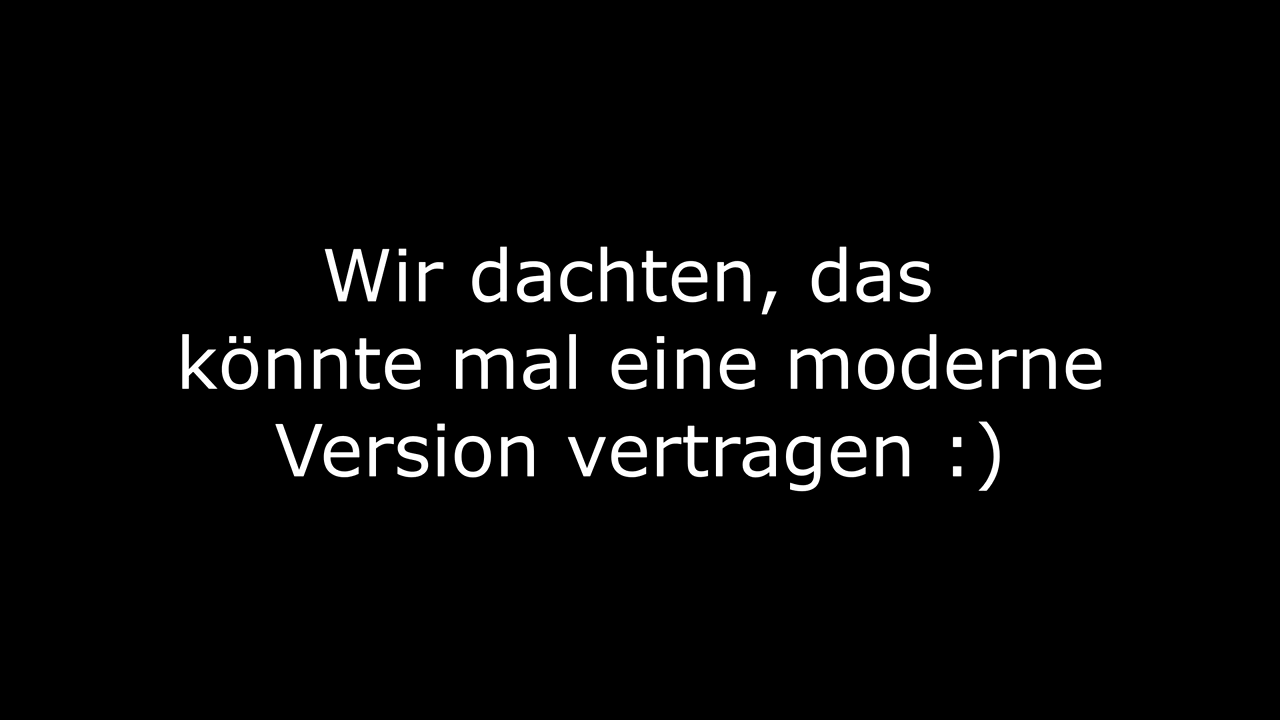 Wir dachten, das
könnte mal eine moderne
Version vertragen :)